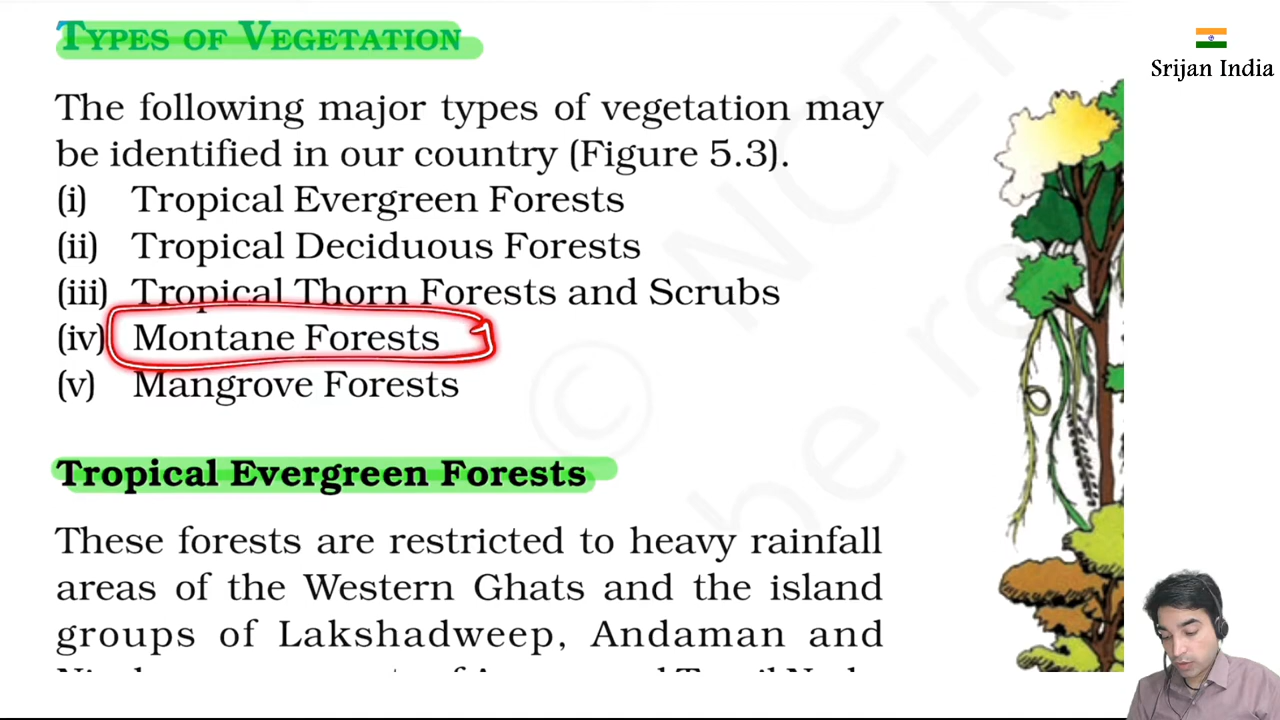 TYPES OF VEGETATION
Srijan India
The following major types of vegetation may
be identified in our country (Figure 5.3).
(i) Tropical Evergreen Forests
(ii) Tropical Deciduous Forests
(iii) Tropical Thorn Forests and Scrubs
(iv) Montane Forests
(v) Mangrove Forests
Tropical Evergreen Forests
These forests are restricted to heavy rainfall
areas of the Western Ghats and the island
groups of Lakshadweep, Andaman and
© NCER
be re